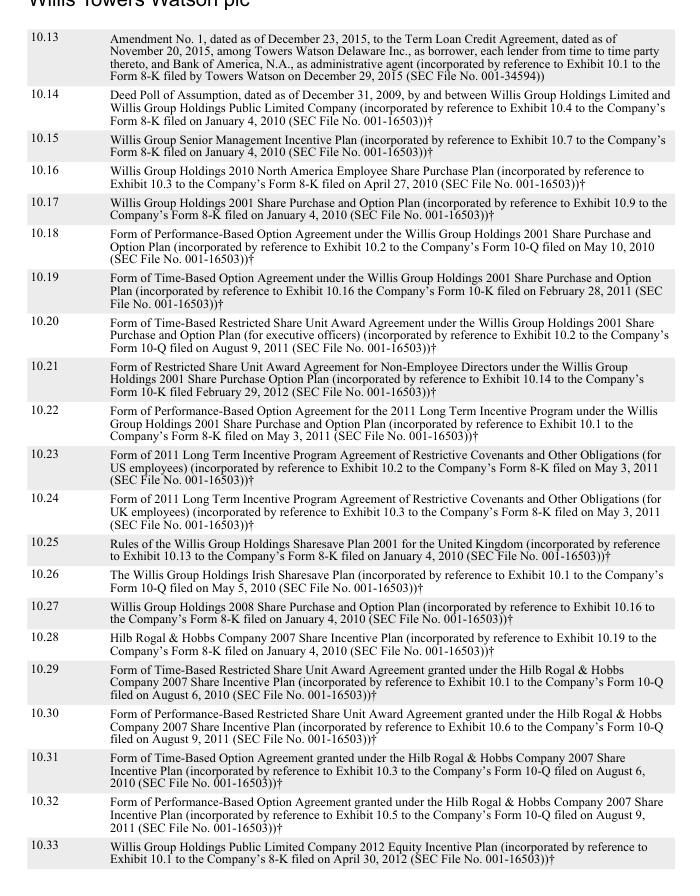 Willis Towers Watson plc
10.13 Amendment No. 1, dated as of December 23, 2015, to the Term Loan Credit Agreement, dated as of
November 20, 2015, among Towers Watson Delaware Inc., as borrower, each lender from time to time party
thereto, and Bank of America, N.A., as administrative agent (incorporated by reference to Exhibit 10.1 to the
Form 8-K filed by Towers Watson on December 29, 2015 (SEC File No. 001-34594))
10.14 Deed Poll of Assumption, dated as of December 31, 2009, by and between Willis Group Holdings Limited and
Willis Group Holdings Public Limited Company (incorporated by reference to Exhibit 10.4 to the Company's
Form 8-K filed on January 4, 2010 (SEC File No. 001-16503))†
10.15 Willis Group Senior Management Incentive Plan (incorporated by reference to Exhibit 10.7 to the Company's
Form 8-K filed on January 4, 2010 (SEC File No. 001-16503))†
10.16 Willis Group Holdings 2010 North America Employee Share Purchase Plan (incorporated by reference to
Exhibit 10.3 to the Company's Form 8-K filed on April 27, 2010 (SEC File No. 001-16503))†
10.17 Willis Group Holdings 2001 Share Purchase and Option Plan (incorporated by reference to Exhibit 10.9 to the
Company's Form 8-K filed on January 4, 2010 (SEC File No. 001-16503))†
10.18 Form of Performance-Based Option Agreement under the Willis Group Holdings 2001 Share Purchase and
Option Plan (incorporated by reference to Exhibit 10.2 to the Company's Form 10-Q filed on May 10, 2010
(SEC File No. 001-16503))†
10.19 Form of Time-Based Option Agreement under the Willis Group Holdings 2001 Share Purchase and Option
Plan (incorporated by reference to Exhibit 10.16 the Company's Form 10-K filed on February 28, 2011 (SEC
File No. 001-16503))†
10.20 Form of Time-Based Restricted Share Unit Award Agreement under the Willis Group Holdings 2001 Share
Purchase and Option Plan (for executive officers) (incorporated by reference to Exhibit 10.2 to the Company's
Form 10-Q filed on August 9, 2011 (SEC File No. 001-16503))†
10.21 Form of Restricted Share Unit Award Agreement for Non-Employee Directors under the Willis Group
Holdings 2001 Share Purchase Option Plan (incorporated by reference to Exhibit 10.14 to the Company's
Form 10-K filed February 29, 2012 (SEC File No. 001-16503))†
10.22 Form of Performance-Based Option Agreement for the 2011 Long Term Incentive Program under the Willis
Group Holdings 2001 Share Purchase and Option Plan (incorporated by reference to Exhibit 10.1 to the
Company's Form 8-K filed on May 3, 2011 (SEC File No. 001-16503))†
10.23 Form of 2011 Long Term Incentive Program Agreement of Restrictive Covenants and Other Obligations (for
US employees) (incorporated by reference to Exhibit 10.2 to the Company's Form 8-K filed on May 3, 2011
(SEC File No. 001-16503))†
10.24 Form of 2011 Long Term Incentive Program Agreement of Restrictive Covenants and Other Obligations (for
UK employees) (incorporated by reference to Exhibit 10.3 to the Company's Form 8-K filed on May 3, 2011
(SEC File No. 001-16503))†
10.25 Rules of the Willis Group Holdings Sharesave Plan 2001 for the United Kingdom (incorporated by reference
to Exhibit 10.13 to the Company's Form 8-K filed on January 4, 2010 (SEC File No. 001-16503))†
10.26 The Willis Group Holdings Irish Sharesave Plan (incorporated by reference to Exhibit 10.1 to the Company's
Form 10-Q filed on May 5, 2010 (SEC File No. 001-16503))†
10.27 Willis Group Holdings 2008 Share Purchase and Option Plan (incorporated by reference to Exhibit 10.16 to
the Company's Form 8-K filed on January 4, 2010 (SEC File No. 001-16503))†
10.28 Hilb Rogal & Hobbs Company 2007 Share Incentive Plan (incorporated by reference to Exhibit 10.19 to the
Company's Form 8-K filed on January 4, 2010 (SEC File No. 001-16503))†
10.29 Form of Time-Based Restricted Share Unit Award Agreement granted under the Hilb Rogal & Hobbs
Company 2007 Share Incentive Plan (incorporated by reference to Exhibit 10.1 to the Company's Form 10-Q
filed on August 6, 2010 (SEC File No. 001-16503))†
10.30 Form of Performance-Based Restricted Share Unit Award Agreement granted under the Hilb Rogal & Hobbs
Company 2007 Share Incentive Plan (incorporated by reference to Exhibit 10.6 to the Company's Form 10-Q
filed on August 9, 2011 (SEC File No. 001-16503))†
10.31 Form of Time-Based Option Agreement granted under the Hilb Rogal & Hobbs Company 2007 Share
Incentive Plan (incorporated by reference to Exhibit 10.3 to the Company's Form 10-Q filed on August 6,
2010 (SEC File No. 001-16503))†
10.32 Form of Performance-Based Option Agreement granted under the Hilb Rogal & Hobbs Company 2007 Share
Incentive Plan (incorporated by reference to Exhibit 10.5 to the Company's Form 10-Q filed on August 9,
2011 (SEC File No. 001-16503))†
10.33 Willis Group Holdings Public Limited Company 2012 Equity Incentive Plan (incorporated by reference to
Exhibit 10.1 to the Company's 8-K filed on April 30, 2012 (SEC File No. 001-16503))†